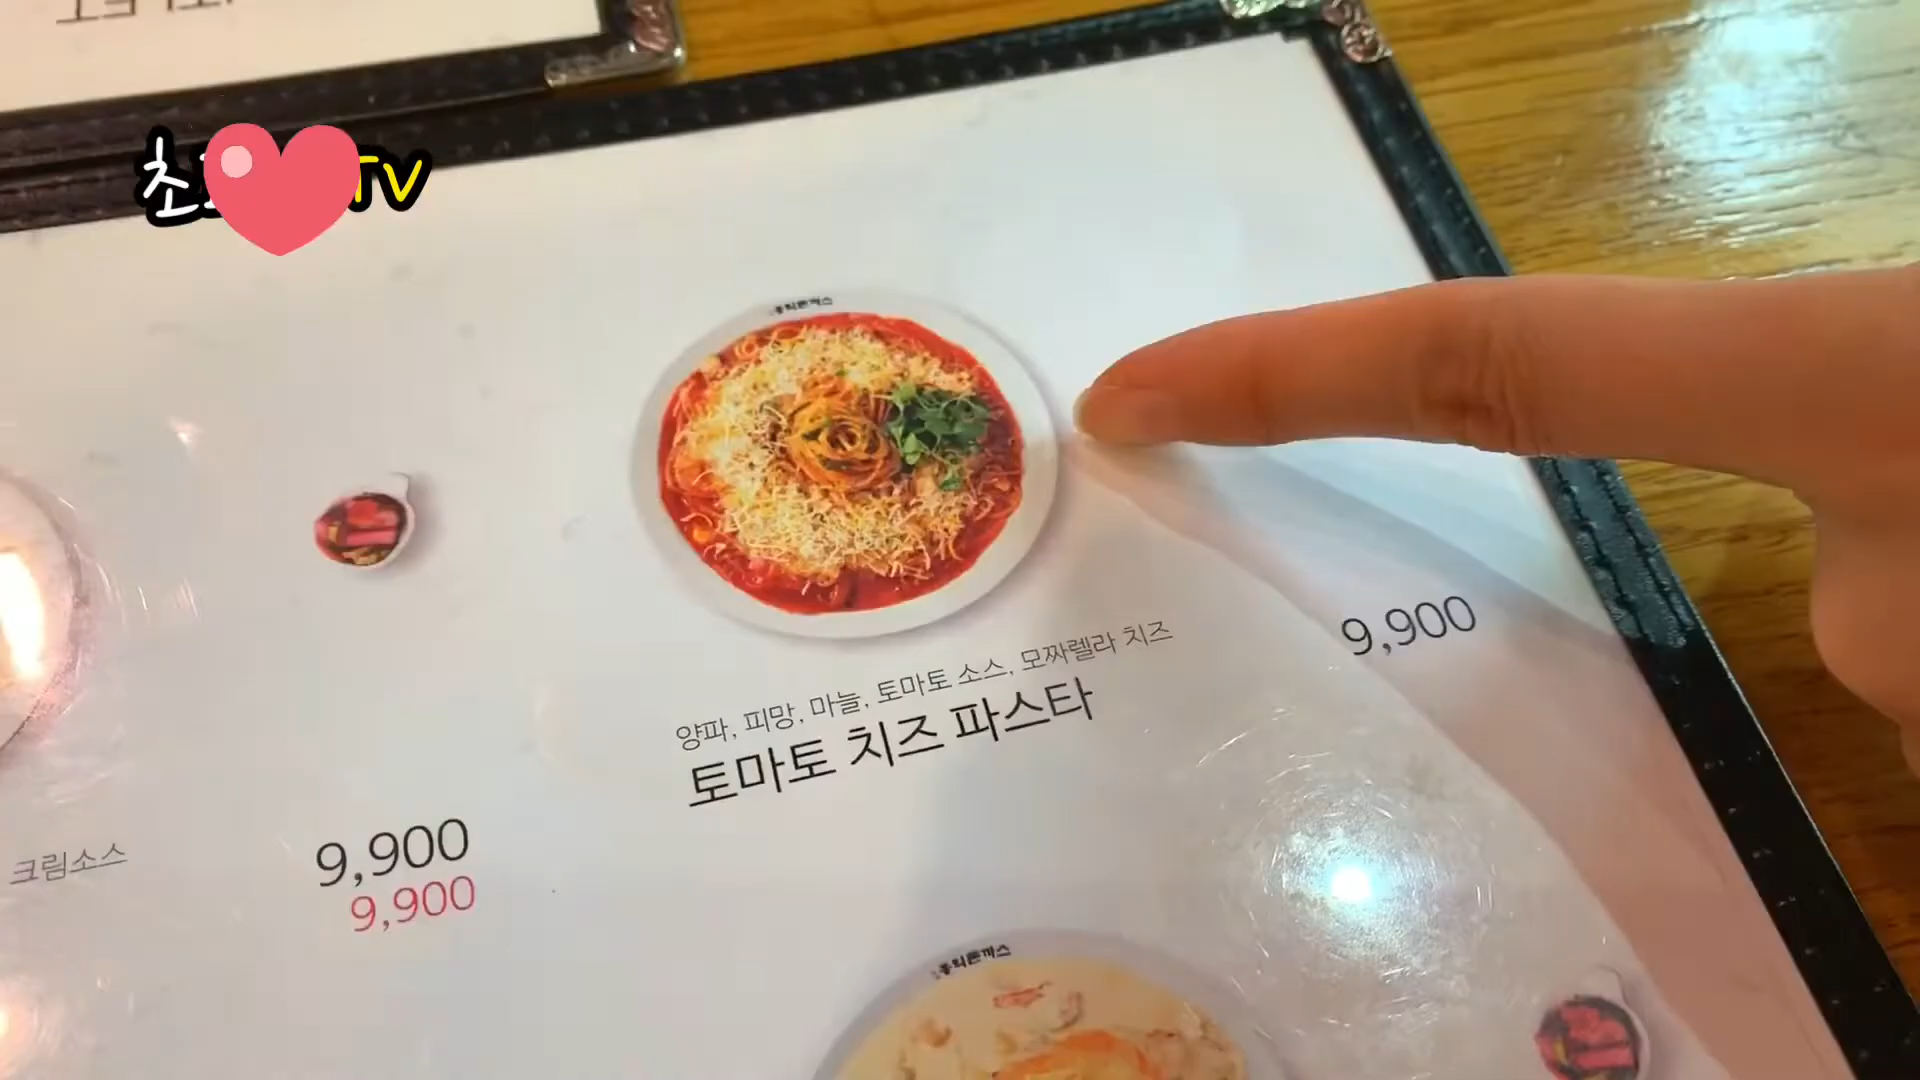 TV
9,900
양파, 피망, 마늘, 토마토 소스, 모짜렐라 치즈
토마토 치즈 파스타
크림소스
9,900
9,900